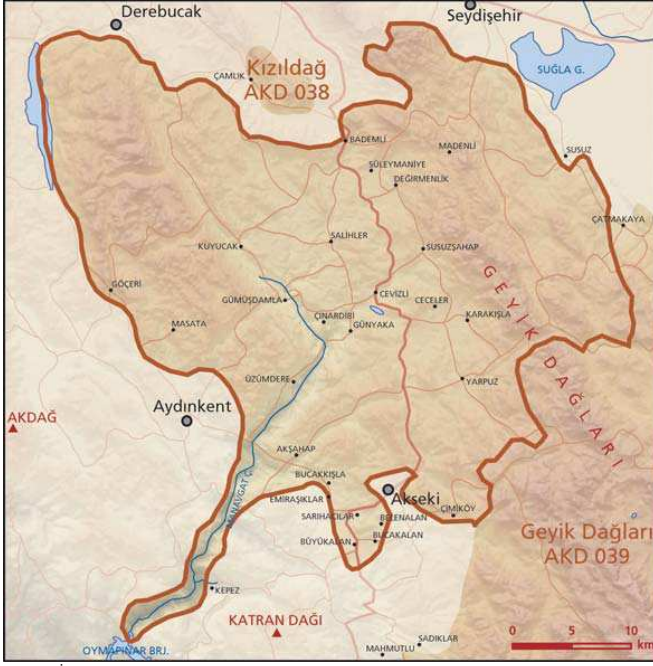 Derebucak
Seydişehir
Kızıldağ
AKD 038
ÇAMLIK
SUĞLA G.
BADEMLİ
MADENLİ
SUSUZ
SÜLEYMANİYE
DEĞİRMENLİK
ÇATMAKAYA
KUYUCAK
SALIHLER
SUSUZŞAHAP
GEYİK DAĞLARI
GÖÇERİ
GÜMÜŞDAMLA
CEVİZLİ
CECELER
MASATA
ÇINARDİBİ
GÜNYAKA
KARAKIŞLA
ÜZÜMDERE
YARPUZ
AKDAĞ
Aydınkent
AKŞAHAP
BUCAKKIŞLA
Akseki
EMİRAŞIKLAR
MANAVGAT Ç.
SARIHACILAR
BELENALAN
ÇİMİKÖY
BÜYÜKALAN
BUCAKALAN
Geyik Dağları
AKD 039
KEPEZ
KATRAN DAĞI
SADIKLAR
0 5 10
km
OYMAPINAR BRJ.
MAHMUTLU